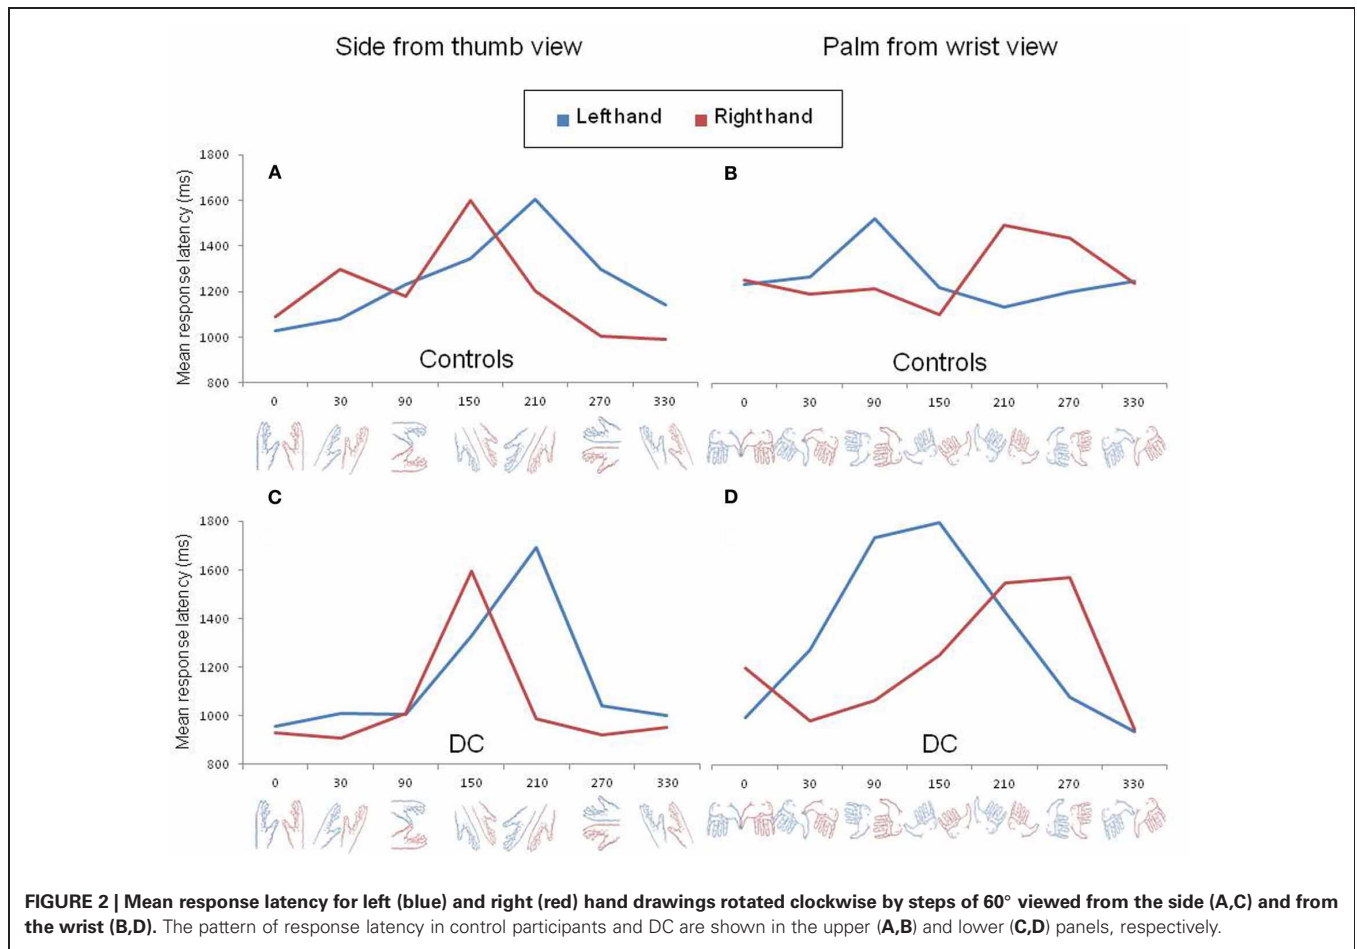 Side from thumb view
Palm from wrist view
Lefthand Righthand
A
Mean response latency (ms)
1800
1600
1400
1200
1000
800
Controls
0 30 90 150 210 270 330
B
Controls
0 30 90 150 210 270 330
C
Mean response latency (ms)
1800
1600
1400
1200
1000
800
DC
0 30 90 150 210 270 330
D
DC
0 30 90 150 210 270 330
FIGURE 2 | Mean response latency for left (blue) and right (red) hand drawings rotated clockwise by steps of 60° viewed from the side (A,C) and from
the wrist (B,D). The pattern of response latency in control participants and DC are shown in the upper (A,B) and lower (C,D) panels, respectively.